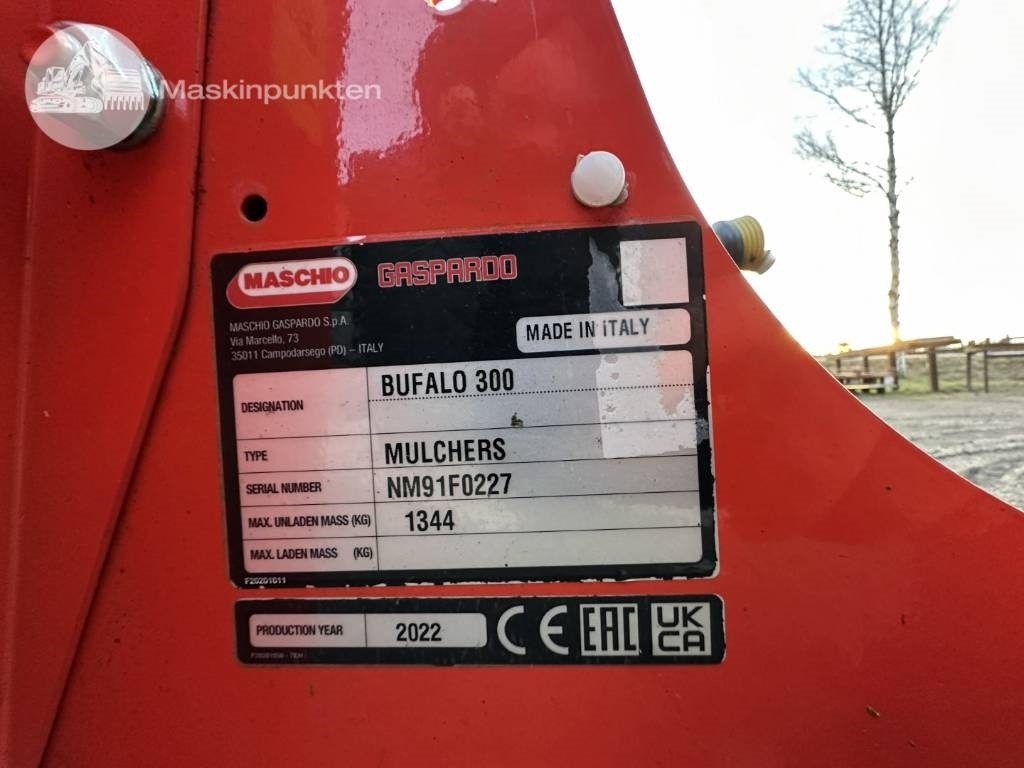 Maskinpunkten
MASCHIO GASPARDO
MASCHIO GASPARDO S.p.A.
Via Marcello, 73
35011 Campodarsego (PD) – ITALY
MADE IN ITALY
DESIGNATION BUFALO 300
TYPE MULCHERS
SERIAL NUMBER NM91F0227
MAX. UNLADEN MASS (KG) 1344
MAX. LADEN MASS (KG)
F20201011
PRODUCTION YEAR 2022 CE EAC UK CA